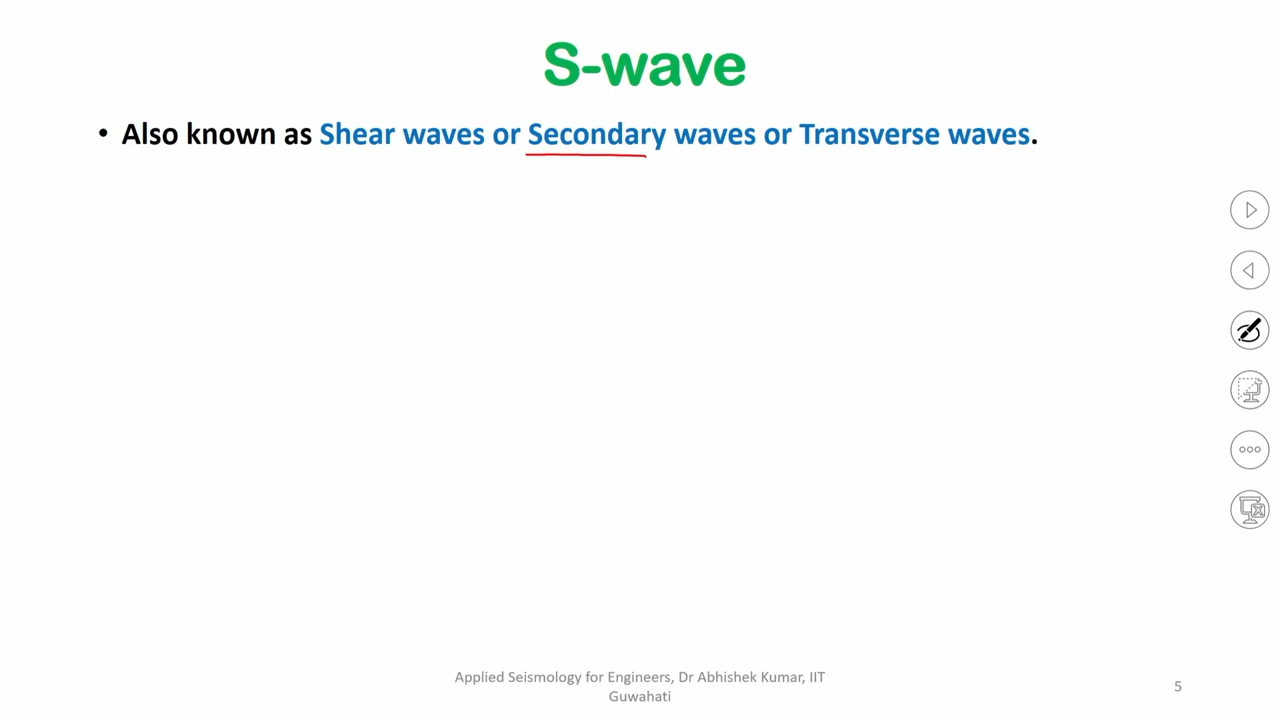 S-wave
• Also known as Shear waves or Secondary waves or Transverse waves.
Applied Seismology for Engineers, Dr Abhishek Kumar, IIT
Guwahati
5